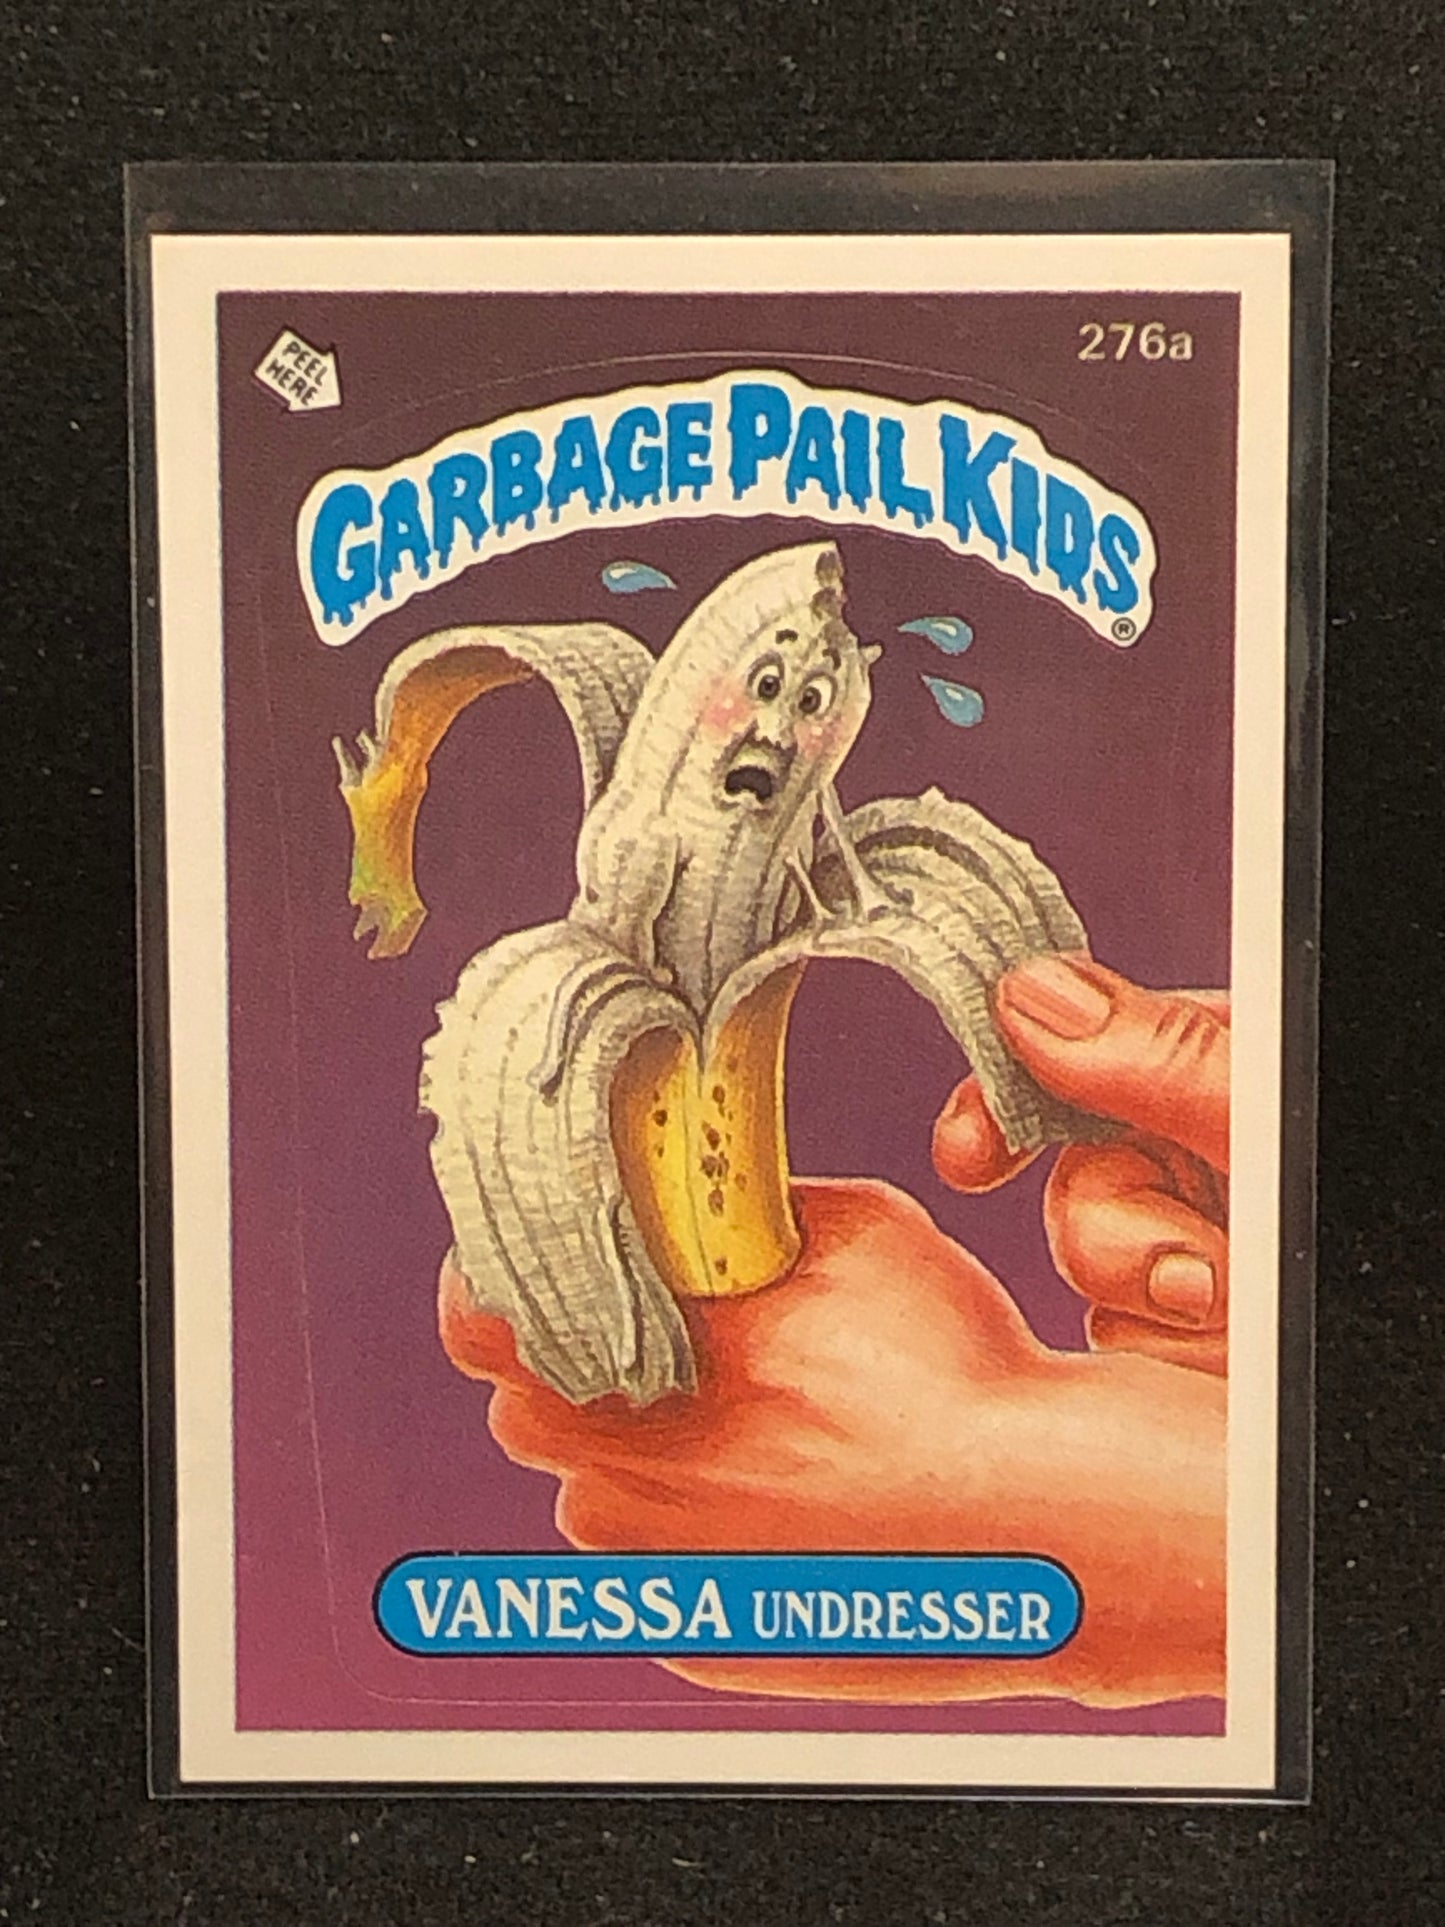 PEEL
HERE
276a
GARBAGE PAIL KIDS
®
VANESSA UNDRESSER